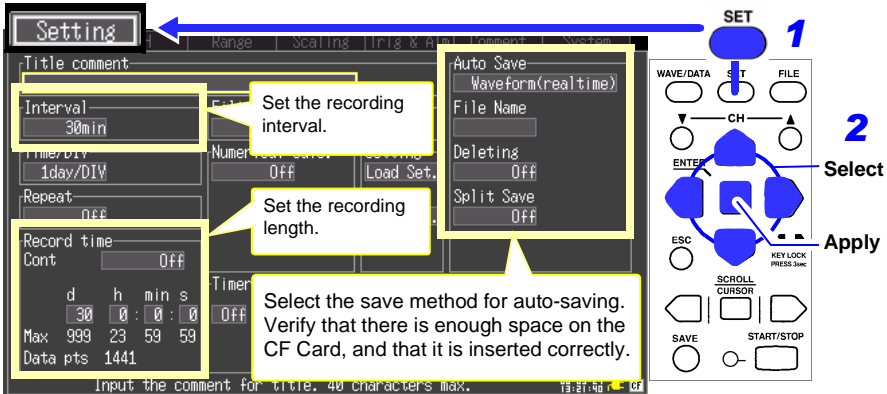 Setting
Range
Scaling
Trig & Alm
Comment
System
Title comment
Interval
30min
Set the recording
interval.
Time/DIV
1day/DIV
Off
Load Set.
Repeat
Off
Set the recording
length.
Record time
Cont Off
d h min s
30 0 : 0 : 0
Max 999 23 59 59
Data pts 1441
Timer
Off
Auto Save
Waveform(realtime)
File Name
Deleting
Off
Split Save
Off
Select the save method for auto-saving.
Verify that there is enough space on the
CF Card, and that it is inserted correctly.
Input the comment for title. 40 characters max.
CF
SET
1
WAVE/DATA
SET
FILE
CH
2
Select
ENTER
Apply
ESC
KEY LOCK
PRESS 3sec
SCROLL
CURSOR
SAVE
START/STOP